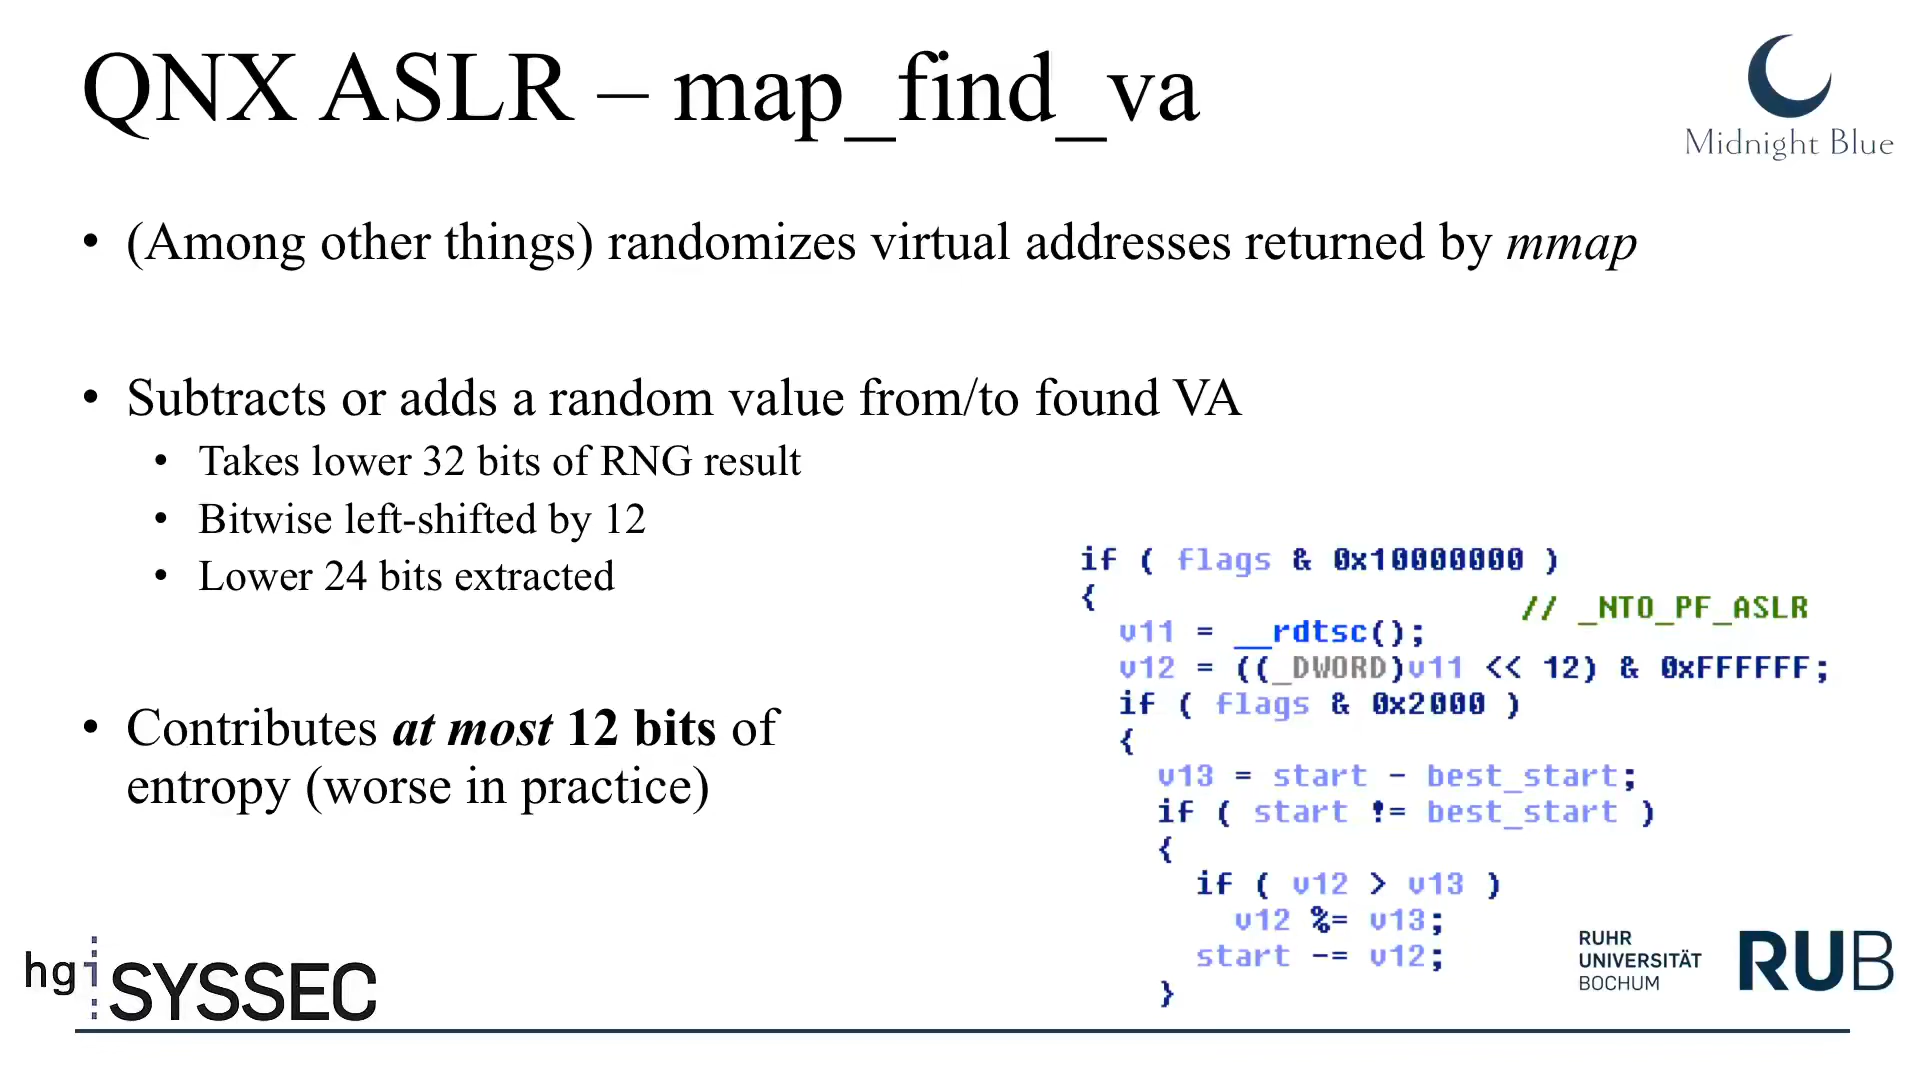 QNX ASLR – map_find_va
Midnight Blue
• (Among other things) randomizes virtual addresses returned by mmap
• Subtracts or adds a random value from/to found VA
• Takes lower 32 bits of RNG result
• Bitwise left-shifted by 12
• Lower 24 bits extracted
• Contributes at most 12 bits of
entropy (worse in practice)
if ( flags & 0x10000000 )
{
// _NTO_PF_ASLR
v11 = __rdtsc();
v12 = ((_DWORD)v11 << 12) & 0xFFFFFF;
if ( flags & 0x2000 )
{
v13 = start - best_start;
if ( start != best_start )
{
if ( v12 > v13 )
v12 %= v13;
start -= v12;
}
hgi SYSSEC
RUHR
UNIVERSITÄT
BOCHUM
RUB